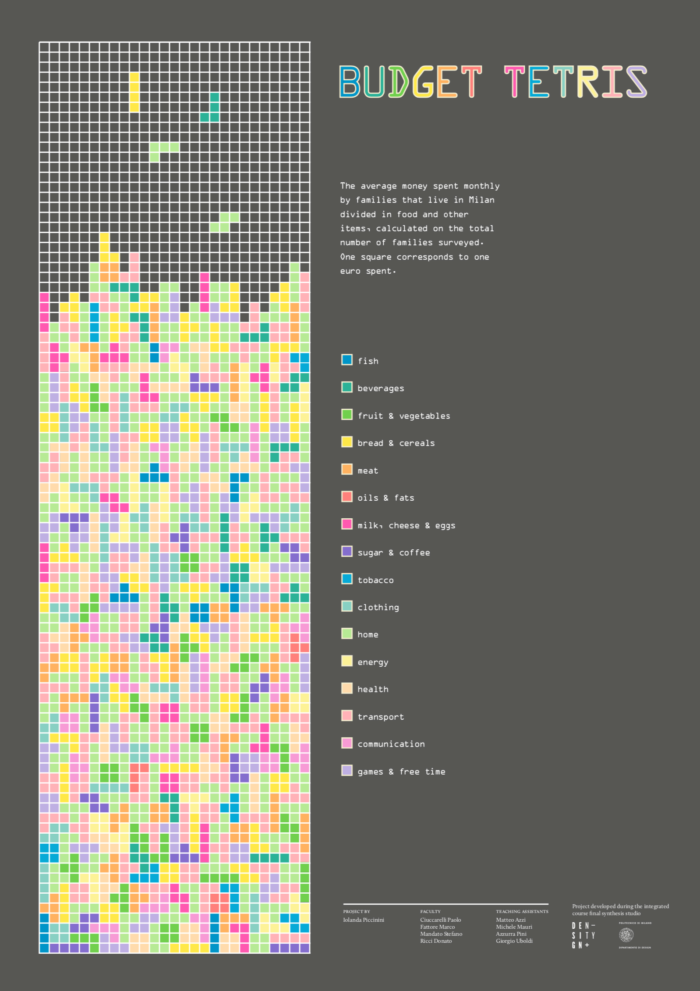 BUDGET TETRIS
The average money spent monthly
by families that live in Milan
divided in food and other
items, calculated on the total
number of families surveyed.
One square corresponds to one
euro spent.
fish
beverages
fruit & vegetables
bread & cereals
meat
oils & fats
milk, cheese & eggs
sugar & coffee
tobacco
clothing
home
energy
health
transport
communication
games & free time
PROJECT BY
Iolanda Piccinini
FACULTY
Ciuccarelli Paolo
Fattore Marco
Mandato Stefano
Ricci Donato
TEACHING ASSISTANTS
Matteo Azzi
Michele Mauri
Azzurra Pini
Giorgio Uboldi
Project developed during the integrated
course final synthesis studio
DEN-
SITY
GN+